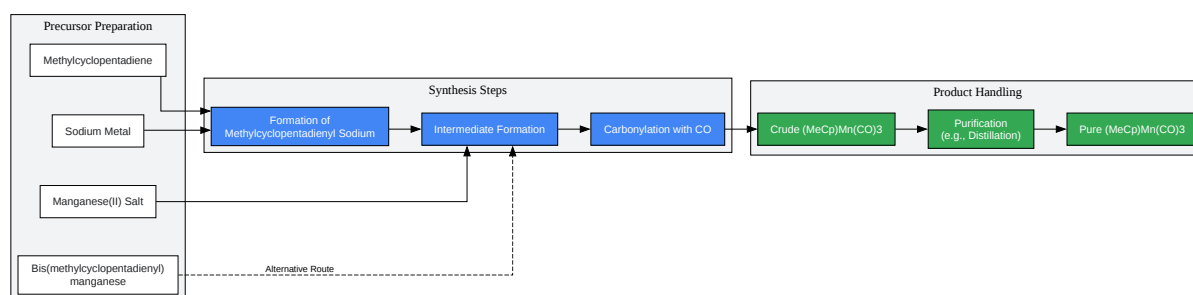 Precursor Preparation
Methylcyclopentadiene
Sodium Metal
Manganese(II) Salt
Bis(methylcyclopentadienyl)
manganese
Alternative Route
Synthesis Steps
Formation of
Methylcyclopentadienyl Sodium
Intermediate Formation
Carbonylation with CO
Product Handling
Crude (MeCp)Mn(CO)3
Purification
(e.g., Distillation)
Pure (MeCp)Mn(CO)3